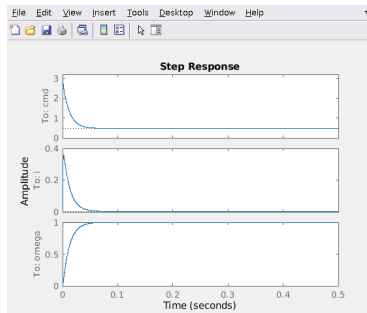 File Edit View Insert Tools Desktop Window Help
Step Response
To: cmd
3
2
1
0
Amplitude
To: i
0.4
0.2
0
To: omega
1
0.5
0
0 0.1 0.2 0.3 0.4 0.5
Time (seconds)